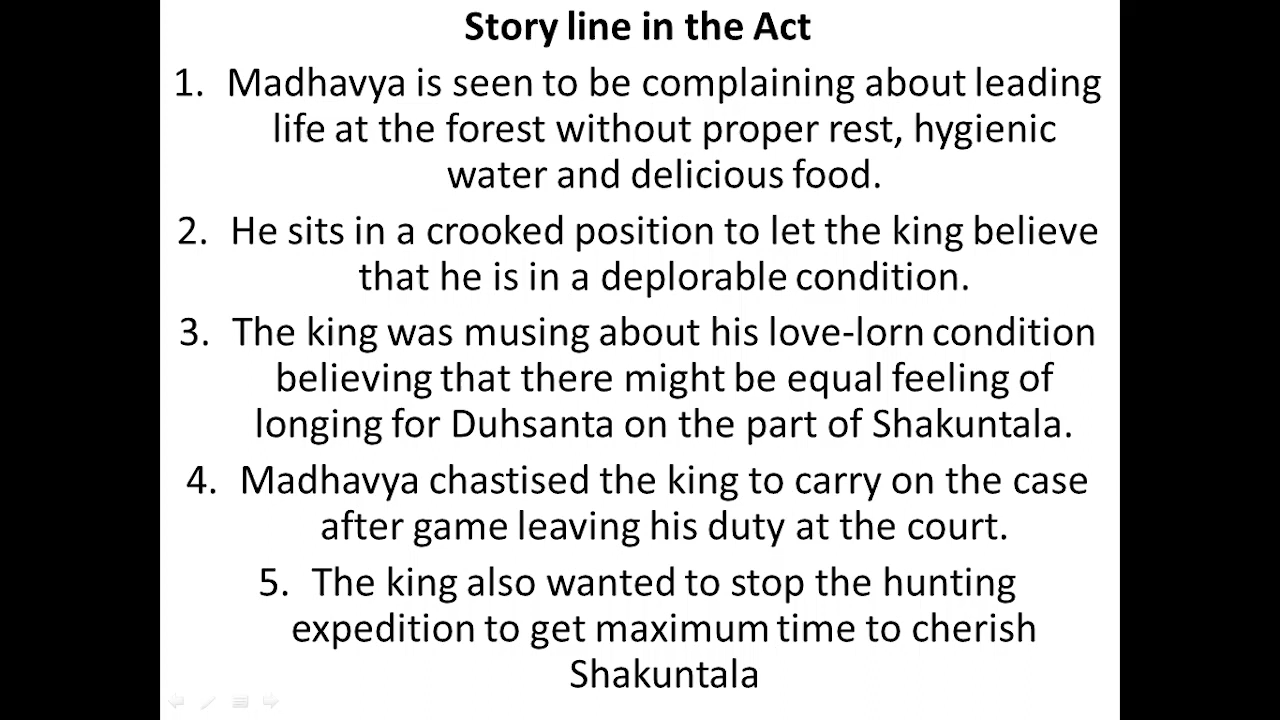 Story line in the Act
1. Madhavya is seen to be complaining about leading
life at the forest without proper rest, hygienic
water and delicious food.
2. He sits in a crooked position to let the king believe
that he is in a deplorable condition.
3. The king was musing about his love-lorn condition
believing that there might be equal feeling of
longing for Duhsanta on the part of Shakuntala.
4. Madhavya chastised the king to carry on the case
after game leaving his duty at the court.
5. The king also wanted to stop the hunting
expedition to get maximum time to cherish
Shakuntala